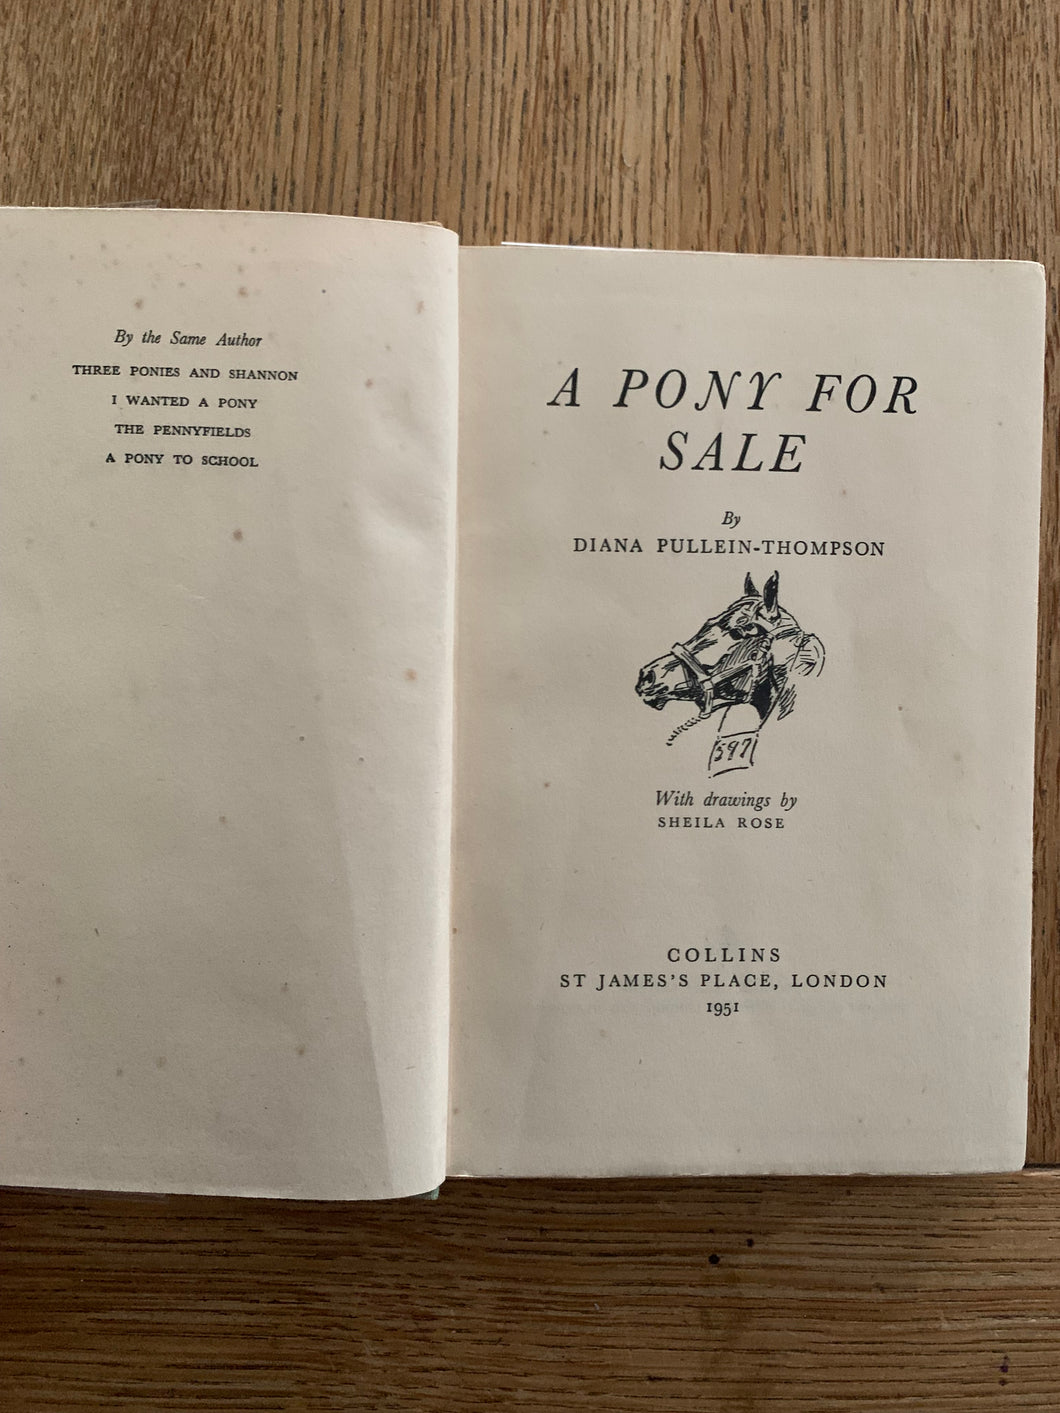 By the Same Author
THREE PONIES AND SHANNON
I WANTED A PONY
THE PENNYFIELDS
A PONY TO SCHOOL
A PONY FOR
SALE
By
DIANA PULLEIN-THOMPSON
597
With drawings by
SHEILA ROSE
COLLINS
ST JAMES'S PLACE, LONDON
1951